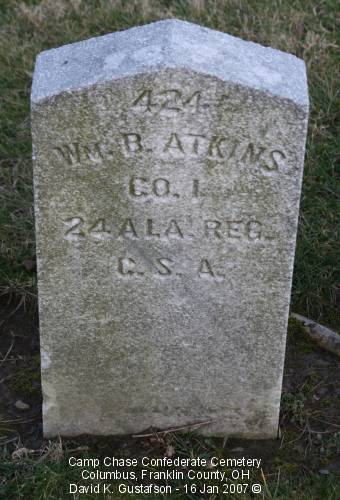 424
WM. B. ATKINS
CO. I.
24 ALA. REG.
C. S. A.
Camp Chase Confederate Cemetery
Columbus, Franklin County, OH
David K. Gustafson - 16 Jan 2007 ©